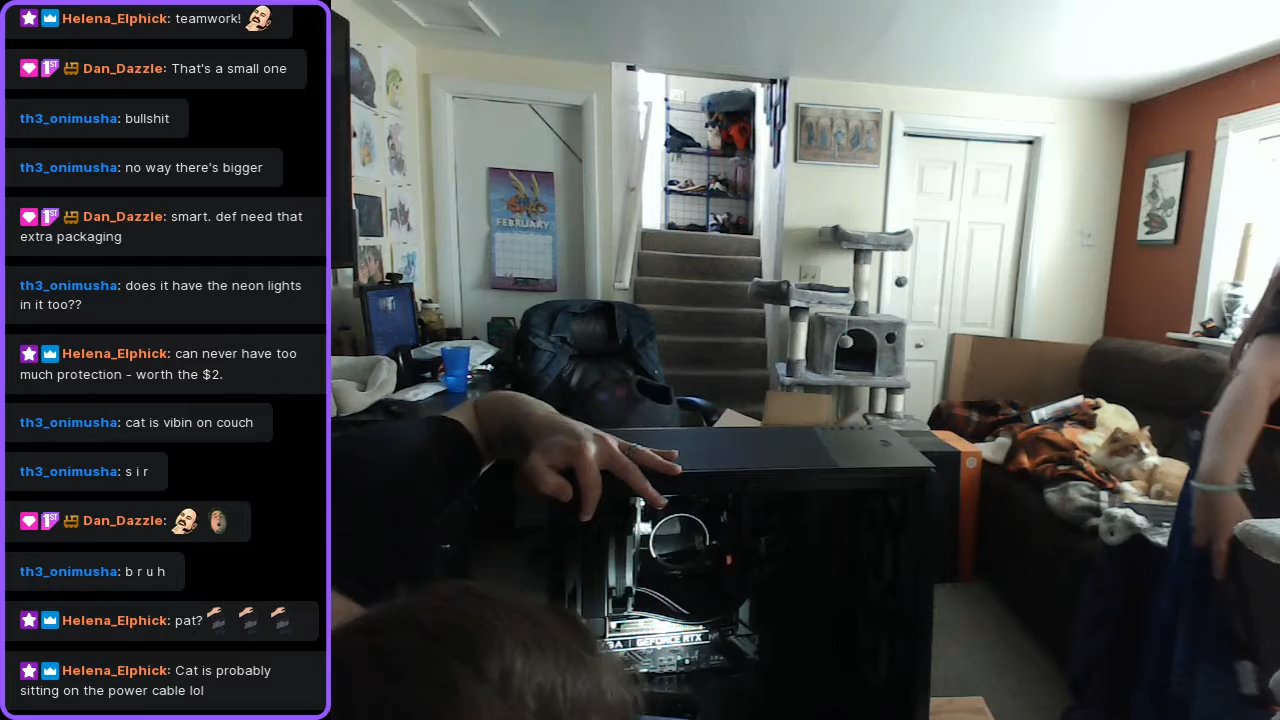 Helena_Elphick: teamwork!
Dan_Dazzle: That's a small one
th3_onimusha: bullshit
th3_onimusha: no way there's bigger
Dan_Dazzle: smart. def need that
extra packaging
th3_onimusha: does it have the neon lights
in it too??
Helena_Elphick: can never have too
much protection - worth the $2.
th3_onimusha: cat is vibin on couch
th3_onimusha: s i r
Dan_Dazzle:
th3_onimusha: b r u h
Helena_Elphick: pat?
Helena_Elphick: Cat is probably
sitting on the power cable lol
FEBRUARY
GEFORCE RTX